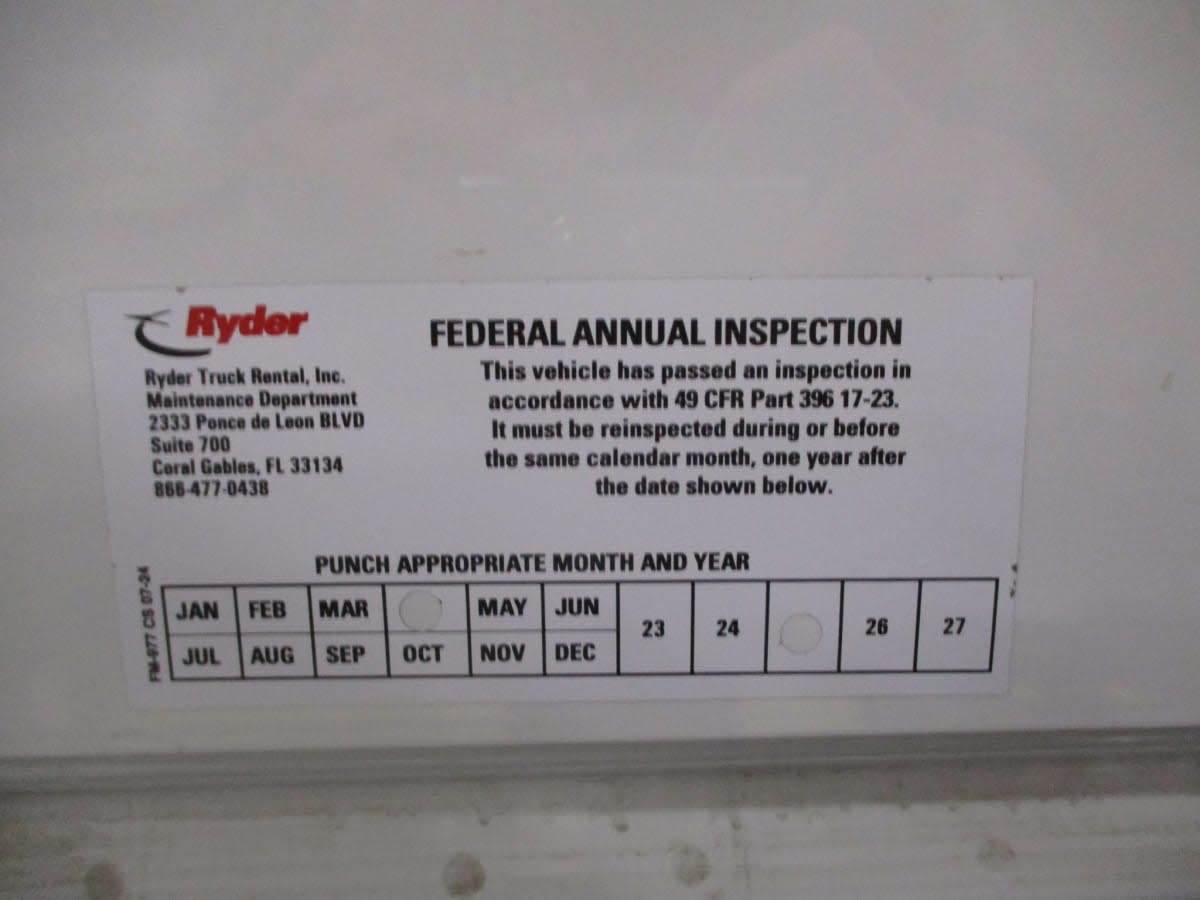 Ryder
Ryder Truck Rental, Inc.
Maintenance Department
2333 Ponce de Leon BLVD
Suite 700
Coral Gables, FL 33134
866-477-0438
FEDERAL ANNUAL INSPECTION
This vehicle has passed an inspection in
accordance with 49 CFR Part 396 17-23.
It must be reinspected during or before
the same calendar month, one year after
the date shown below.
PUNCH APPROPRIATE MONTH AND YEAR
JAN FEB MAR MAY JUN
JUL AUG SEP OCT NOV DEC
23 24 26 27
FM-977 CS 07-24